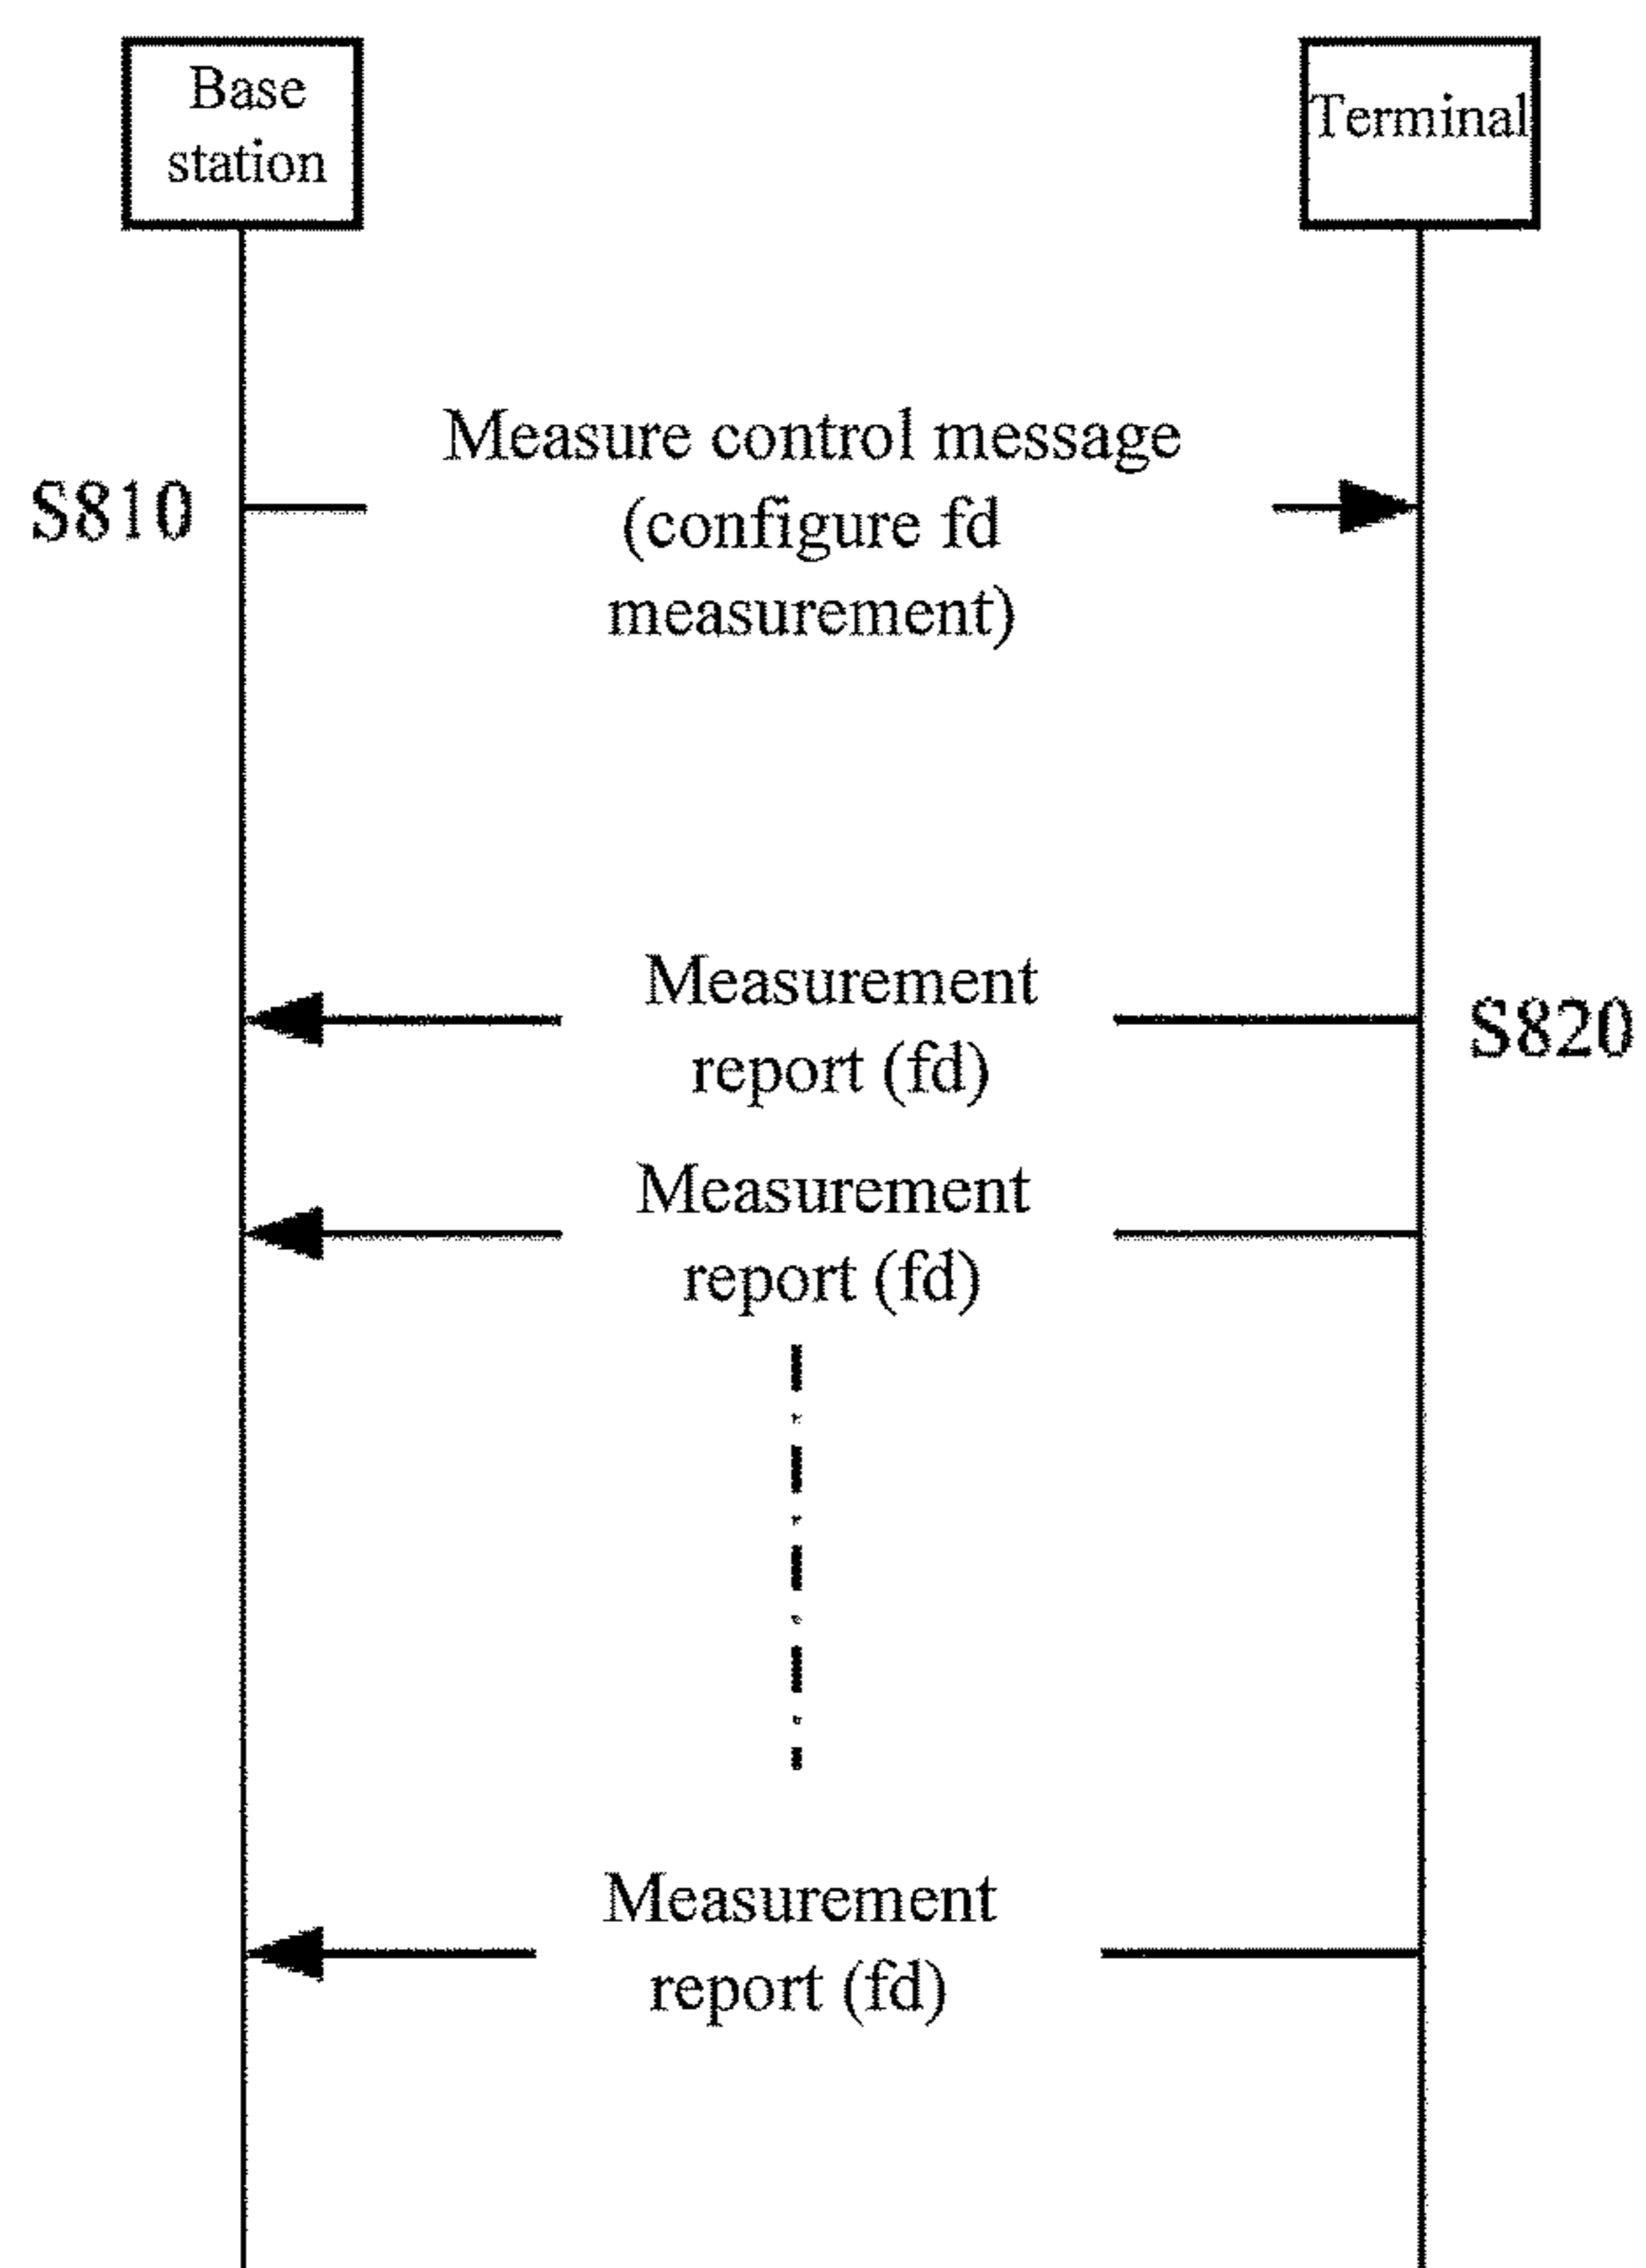 Base
station
Terminal
Measure control message
(configure fd
measurement)
S810
Measurement
report (fd)
S820
Measurement
report (fd)
Measurement
report (fd)